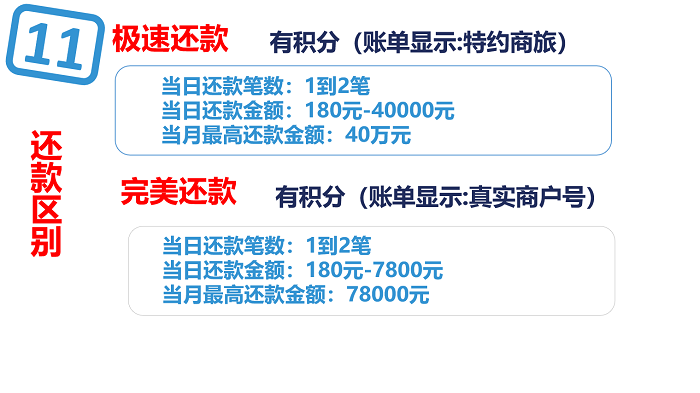 11
极速还款 有积分（账单显示:特约商旅）
当日还款笔数：1到2笔
当日还款金额：180元-40000元
当月最高还款金额：40万元
还款区别
完美还款 有积分（账单显示:真实商户号）
当日还款笔数：1到2笔
当日还款金额：180元-7800元
当月最高还款金额：78000元